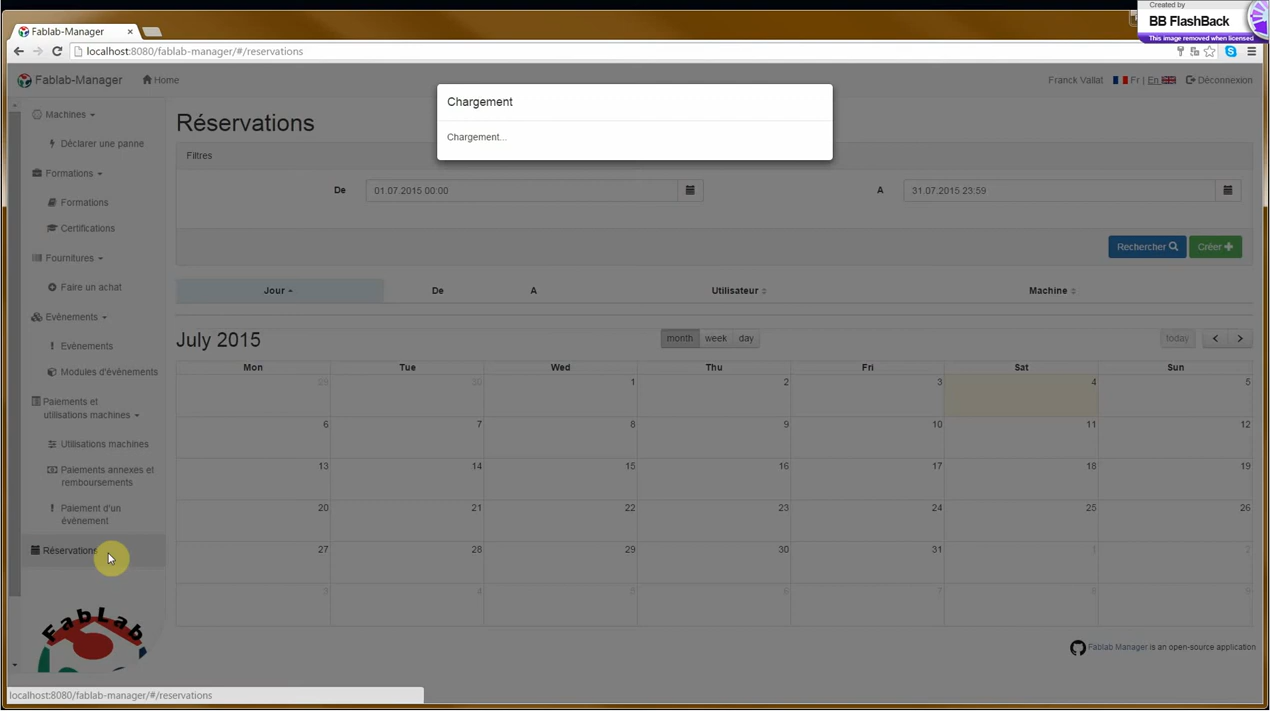 Created by
BB FlashBack
This image removed when licensed
Fablab-Manager
localhost:8080/fablab-manager/#/reservations
Fablab-Manager
Home
Franck Vallat
Fr | En
Déconnexion
Chargement
Chargement...
Machines
Déclarer une panne
Formations
Formations
Certifications
Fournitures
Faire un achat
Evènements
Evènements
Modules d'évènements
Paiements et
utilisations machines
Utilisations machines
Paiements annexes et
remboursements
Paiement d'un
évènement
Réservations
FabLab
Réservations
Filtres
De 01.07.2015 00:00 A 31.07.2015 23:59
Rechercher Créer
Jour De A Utilisateur Machine
July 2015 month week day today
Mon Tue Wed Thu Fri Sat Sun
29 30 1 2 3 4 5
6 7 8 9 10 11 12
13 14 15 16 17 18 19
20 21 22 23 24 25 26
27 28 29 30 31 1 2
3 4 5 6 7 8 9
Fablab Manager is an open-source application
localhost:8080/fablab-manager/#/reservations